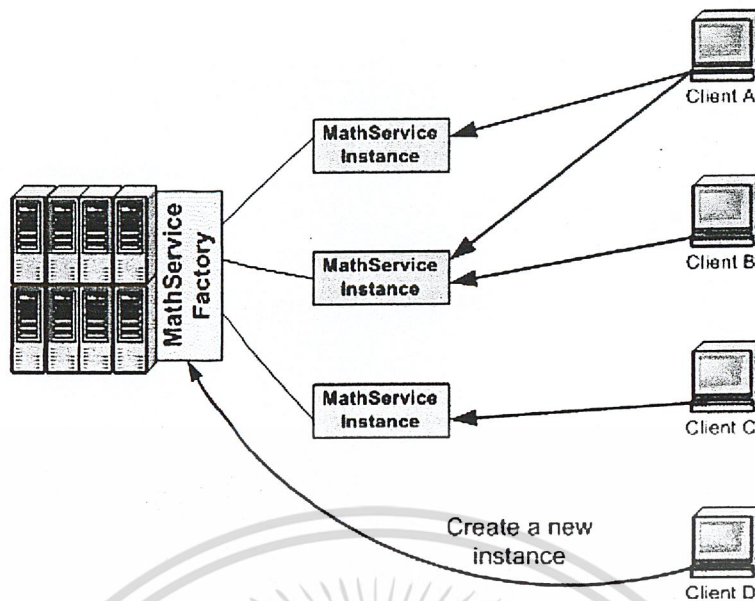 Client A
MathService
Instance
MathService
Factory
MathService
Instance
Client B
MathService
Instance
Client C
Create a new
instance
Client D